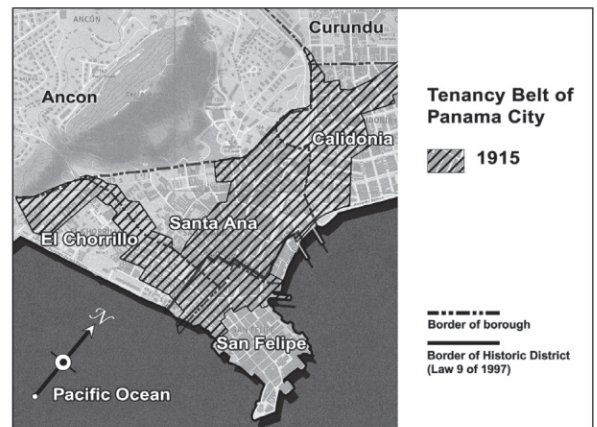 ANCÓN
Curundu
Ancon
Calidonia
Santa Ana
El Chorrillo
San Felipe
N
Pacific Ocean
Tenancy Belt of
Panama City
1915
Border of borough
Border of Historic District
(Law 9 of 1997)